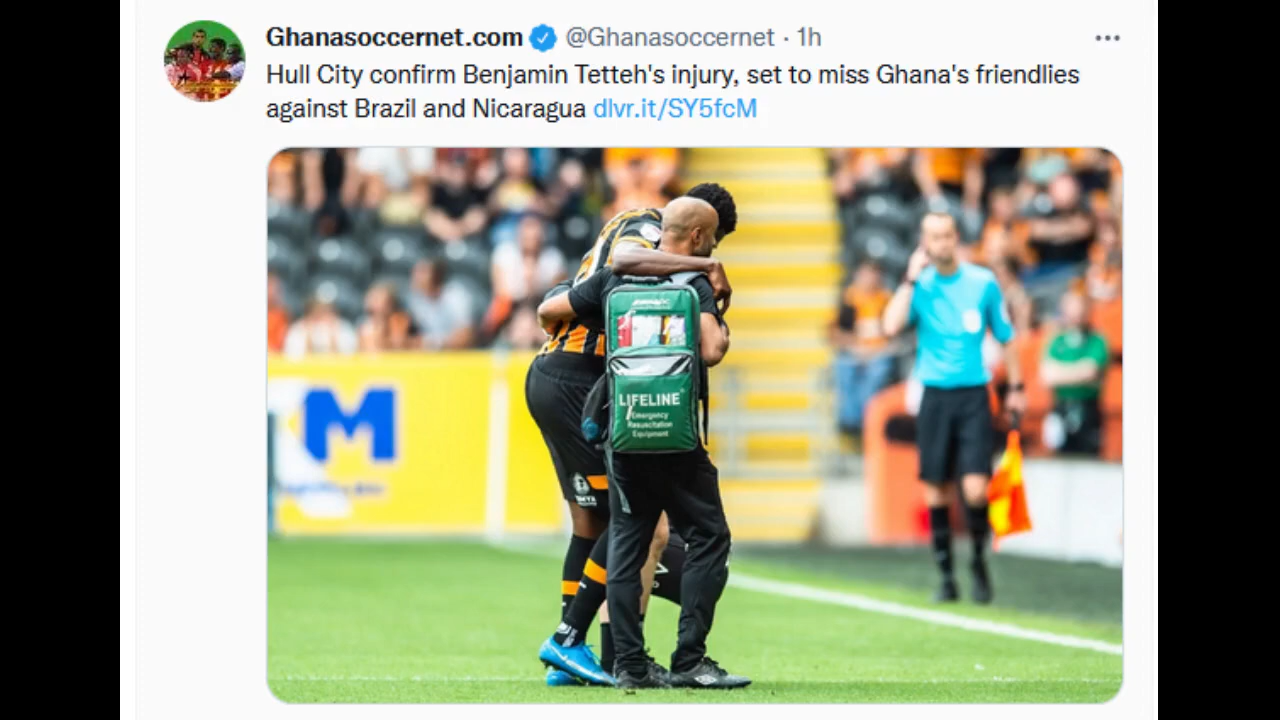 Ghanasoccernet.com @Ghanasoccernet · 1h
Hull City confirm Benjamin Tetteh's injury, set to miss Ghana's friendlies
against Brazil and Nicaragua dlvr.it/SY5fcM
M
LIFELINE
Emergency
Resuscitation
Equipment